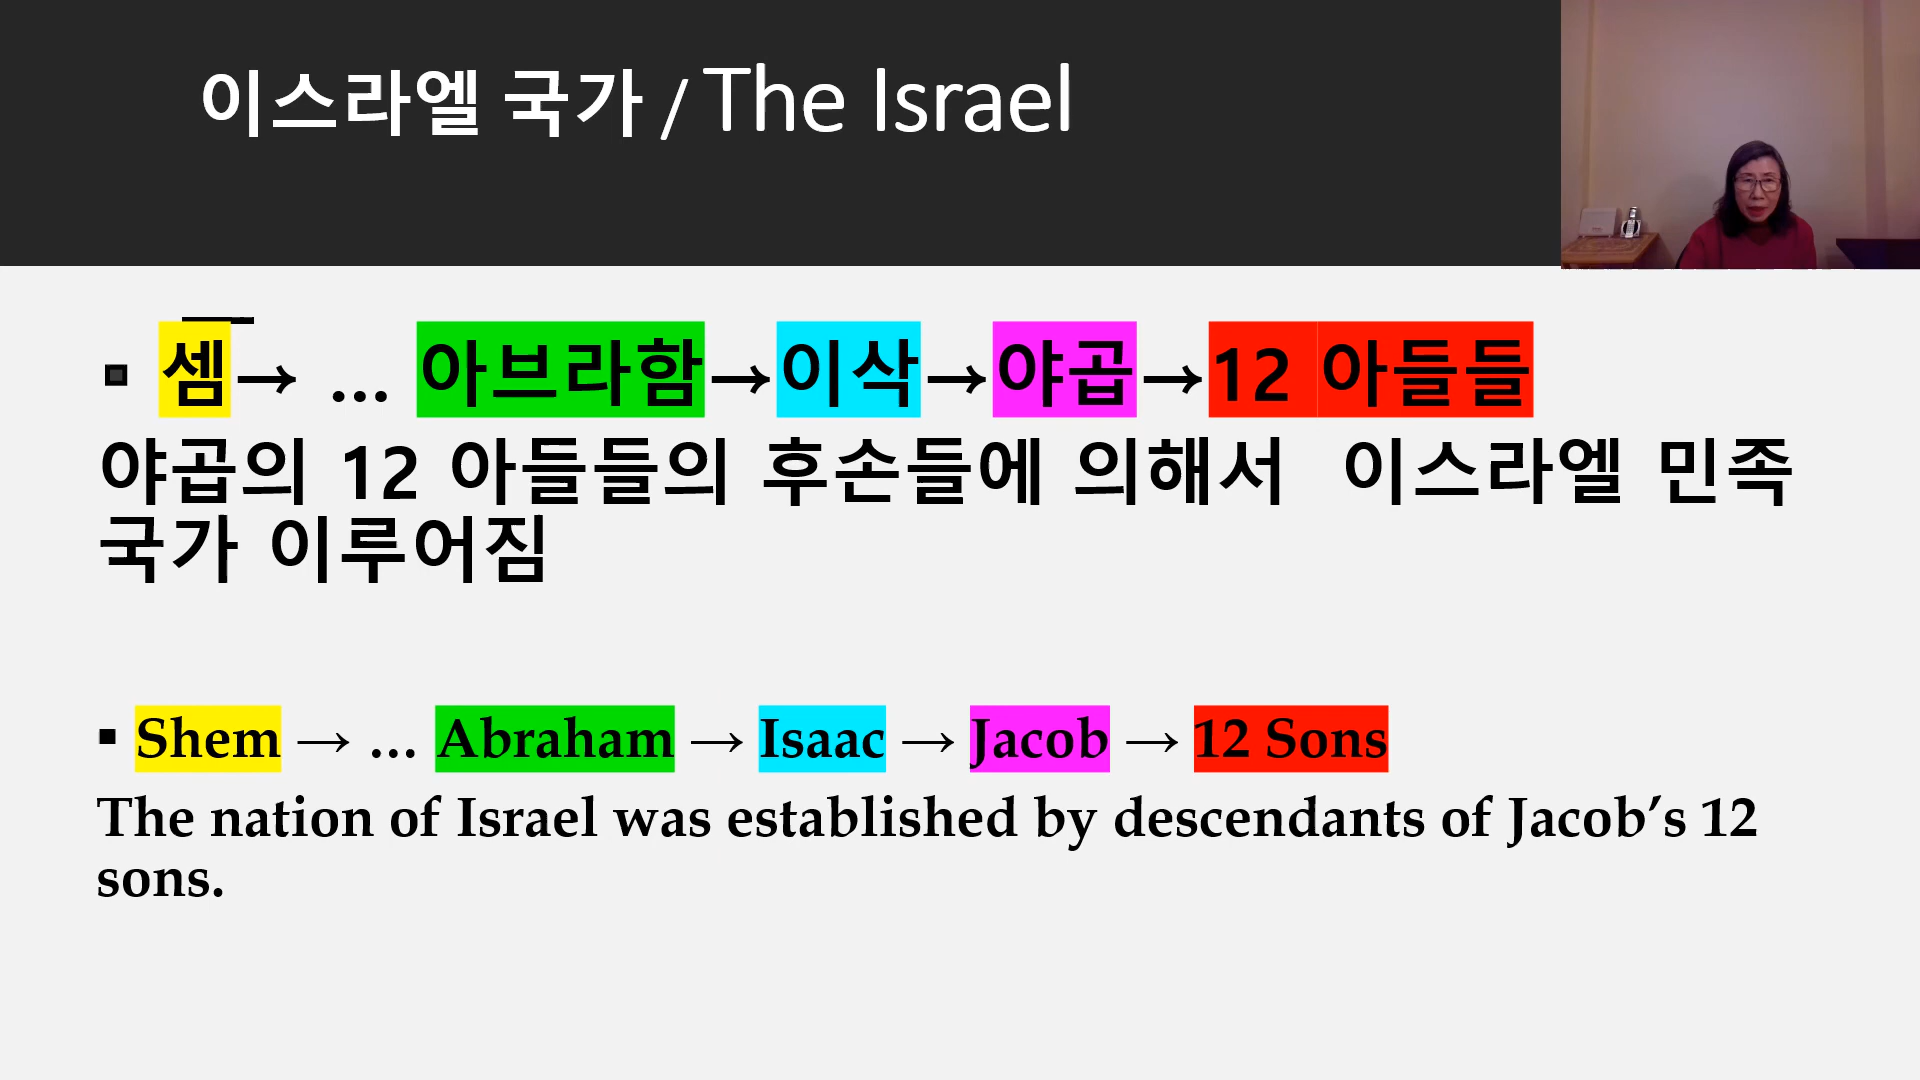 이스라엘 국가 / The Israel
▪ 셈→ ... 아브라함→이삭→야곱→12 아들들
야곱의 12 아들들의 후손들에 의해서 이스라엘 민족
국가 이루어짐
▪ Shem → ... Abraham → Isaac → Jacob → 12 Sons
The nation of Israel was established by descendants of Jacob’s 12
sons.